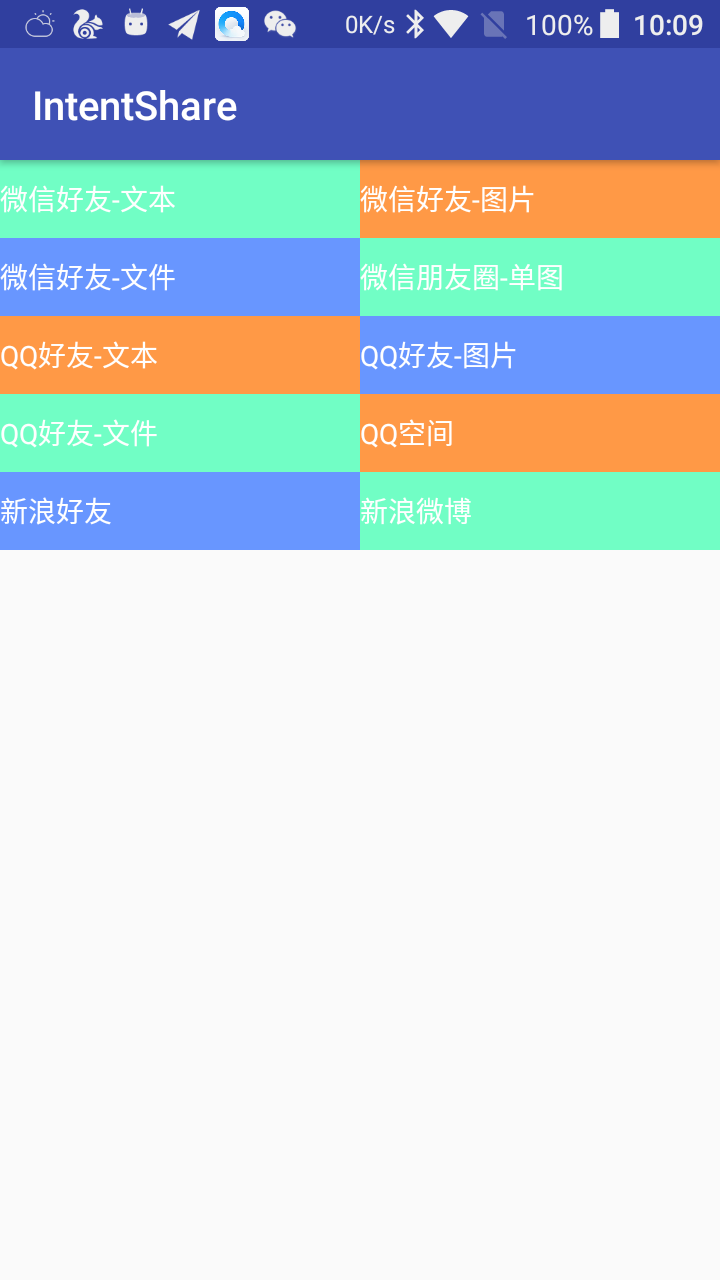 0K/s 100% 10:09
IntentShare
微信好友-文本 微信好友-图片
微信好友-文件 微信朋友圈-单图
QQ好友-文本 QQ好友-图片
QQ好友-文件 QQ空间
新浪好友 新浪微博